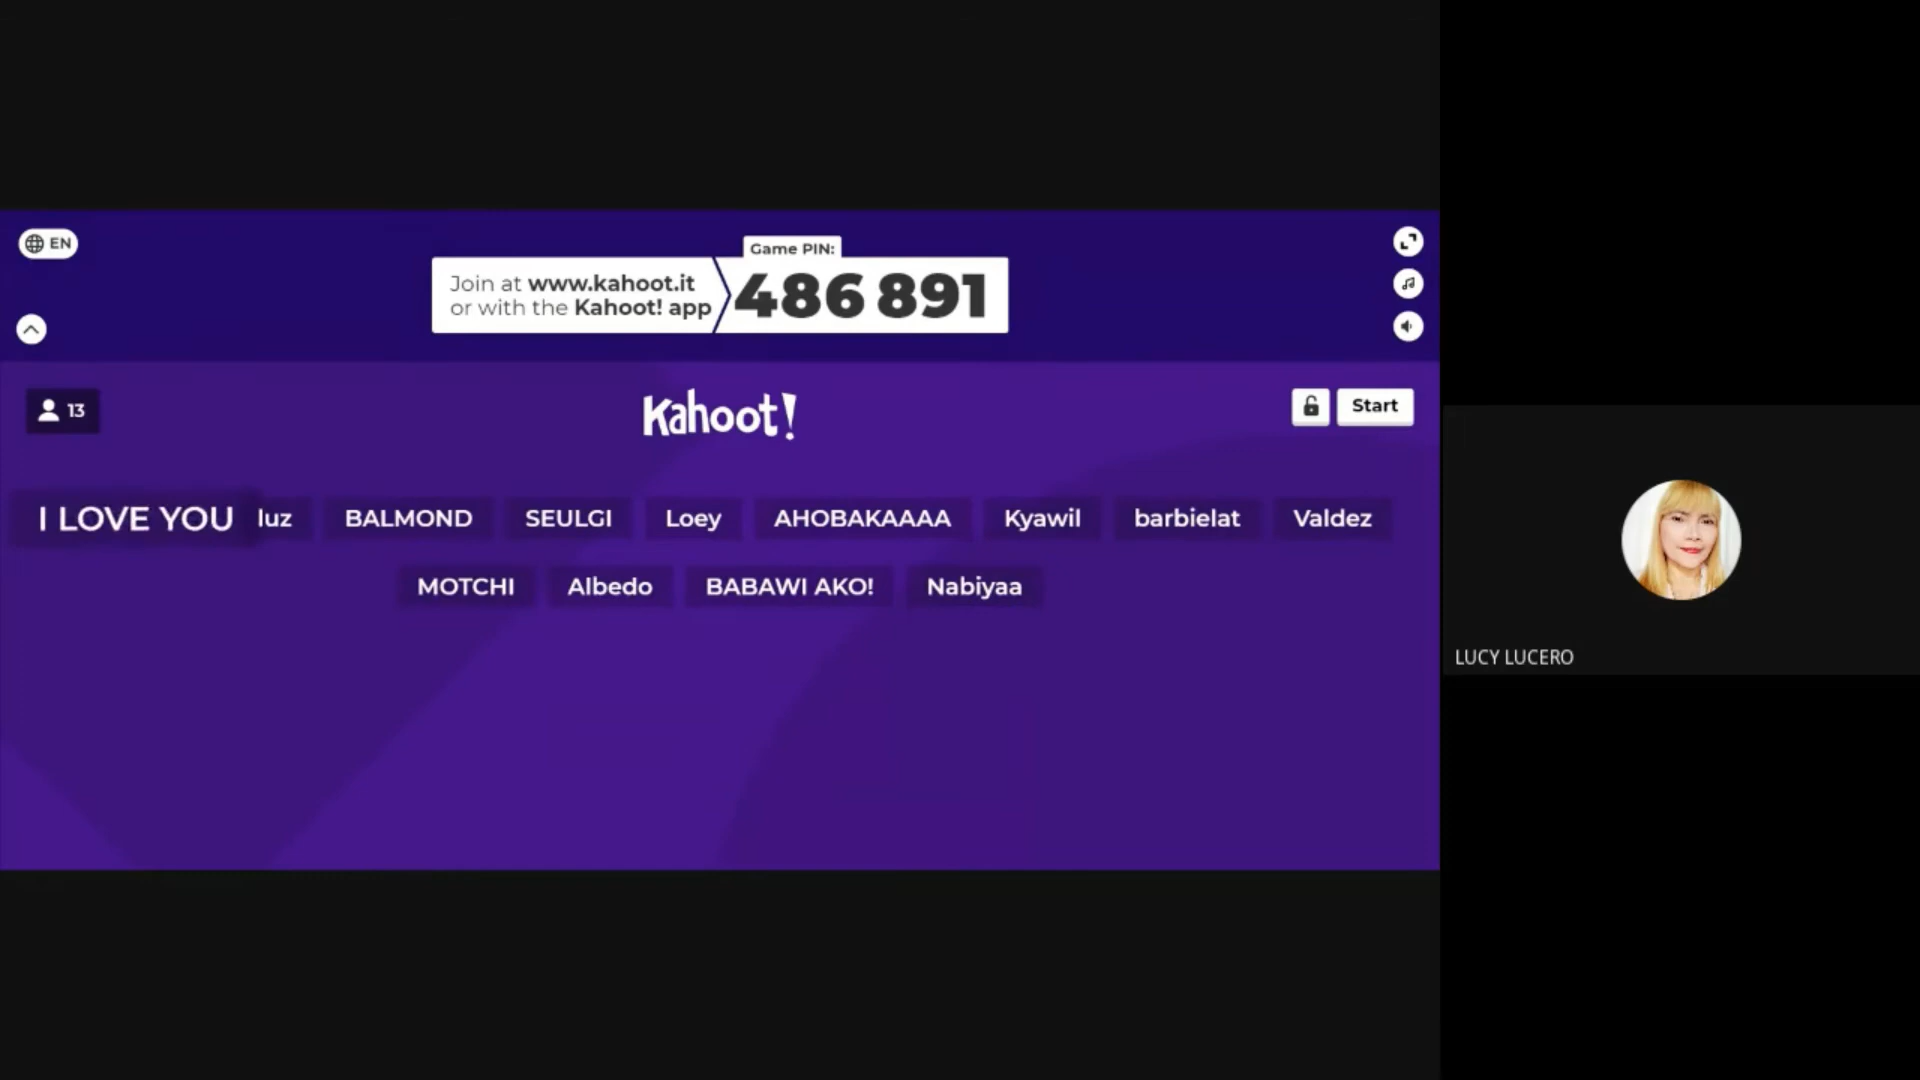 EN
Game PIN:
Join at www.kahoot.it
or with the Kahoot! app
486 891
13
Kahoot!
Start
I LOVE YOU luz BALMOND SEULGI Loey AHOBAKAAAA Kyawil barbielat Valdez
MOTCHI Albedo BABAWI AKO! Nabiyaa
LUCY LUCERO